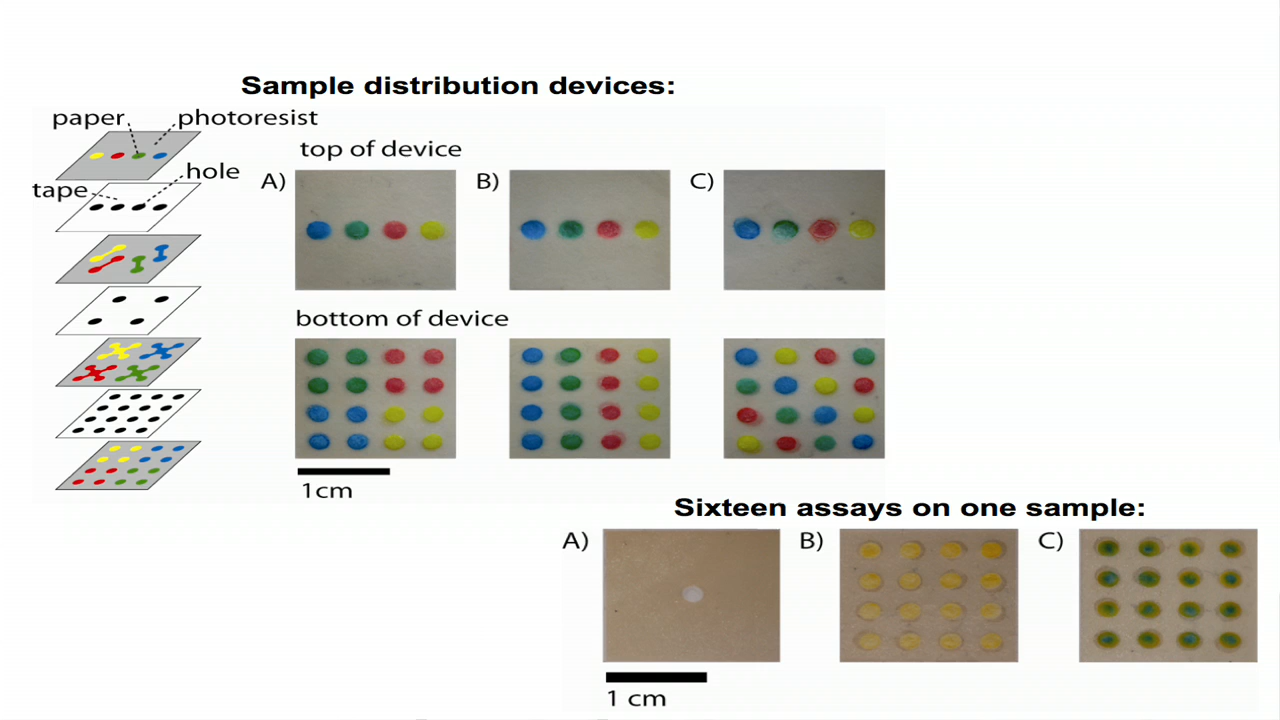 Sample distribution devices:
paper
photoresist
tape
hole
top of device
A)
B)
C)
bottom of device
1cm
Sixteen assays on one sample:
A)
B)
C)
1 cm